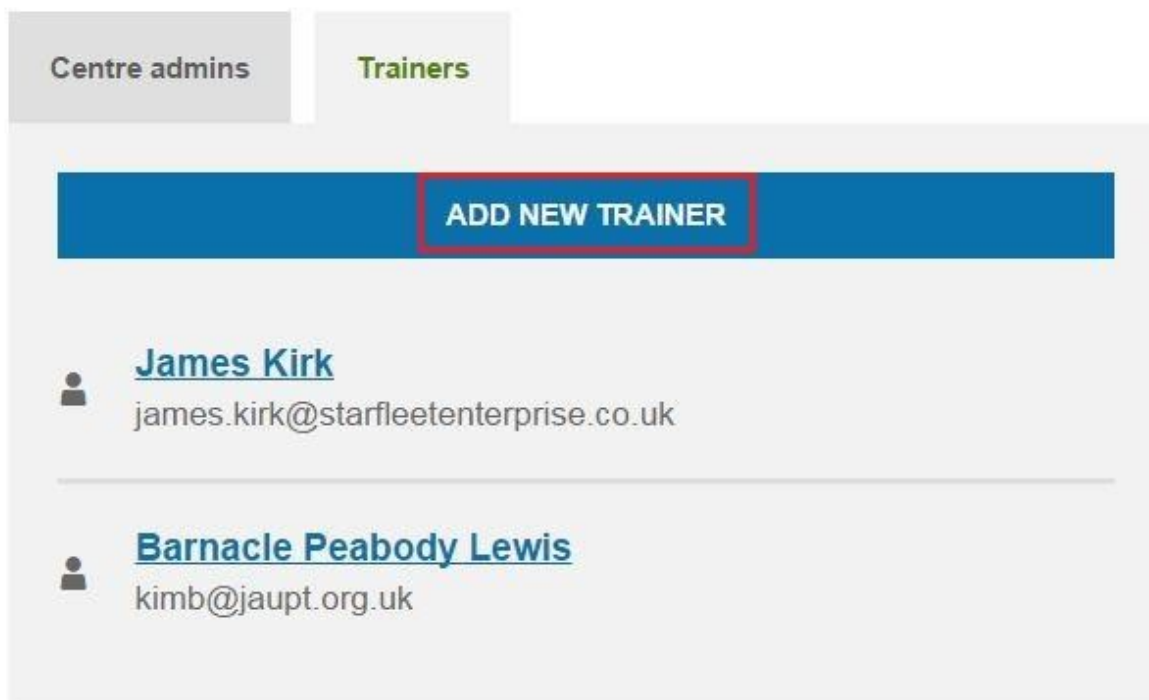 Centre admins
Trainers
ADD NEW TRAINER
James Kirk
james.kirk@starfleetenterprise.co.uk
Barnacle Peabody Lewis
kimb@jaupt.org.uk